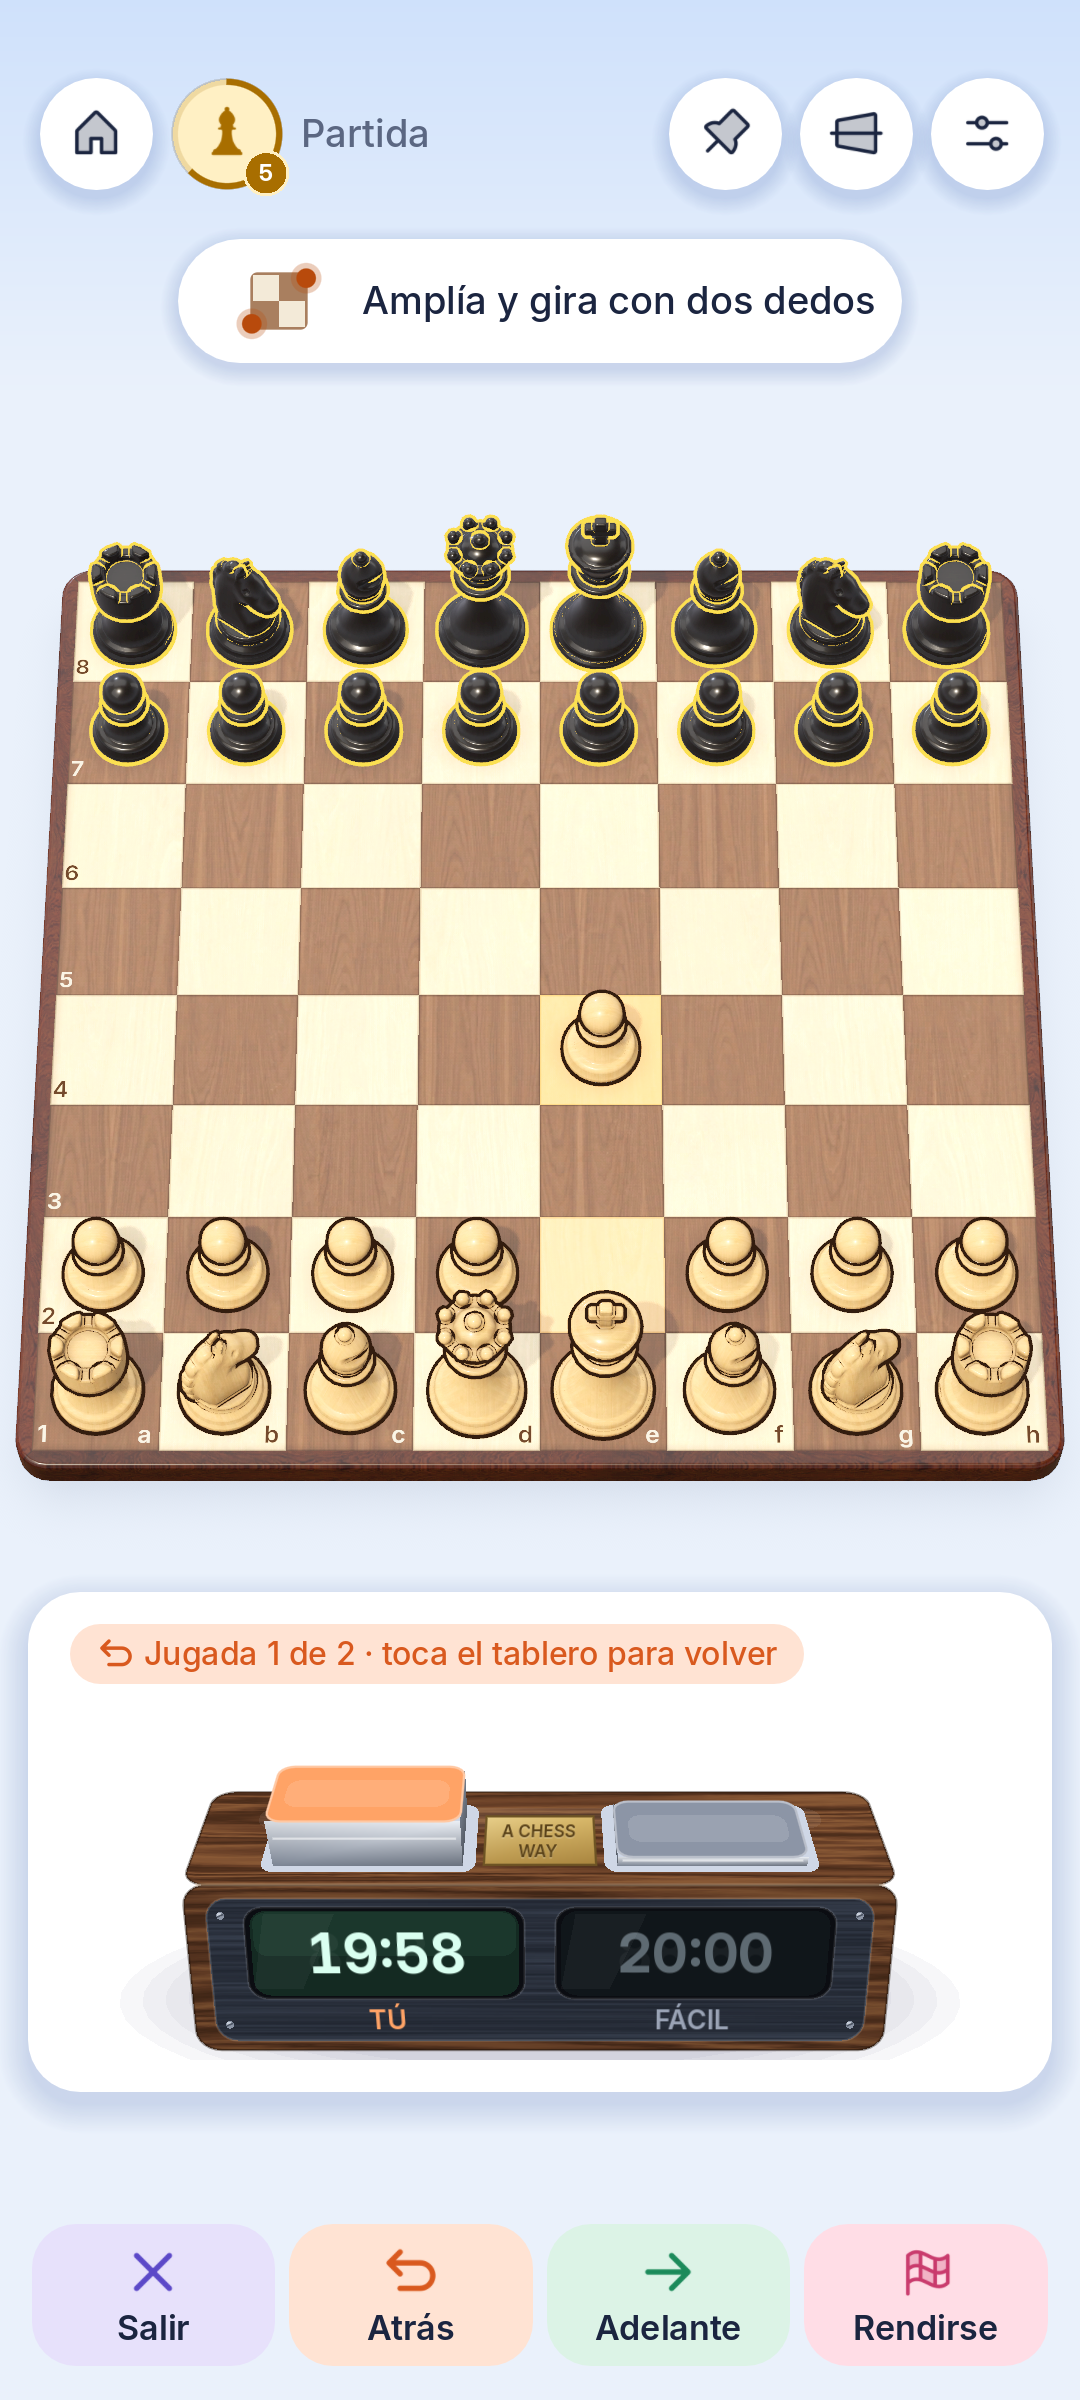 Partida
5
Amplía y gira con dos dedos
8
7
6
5
4
3
2
1 a b c d e f g h
Jugada 1 de 2 · toca el tablero para volver
A CHESS
WAY
19:58 20:00
TÚ FÁCIL
Salir Atrás Adelante Rendirse